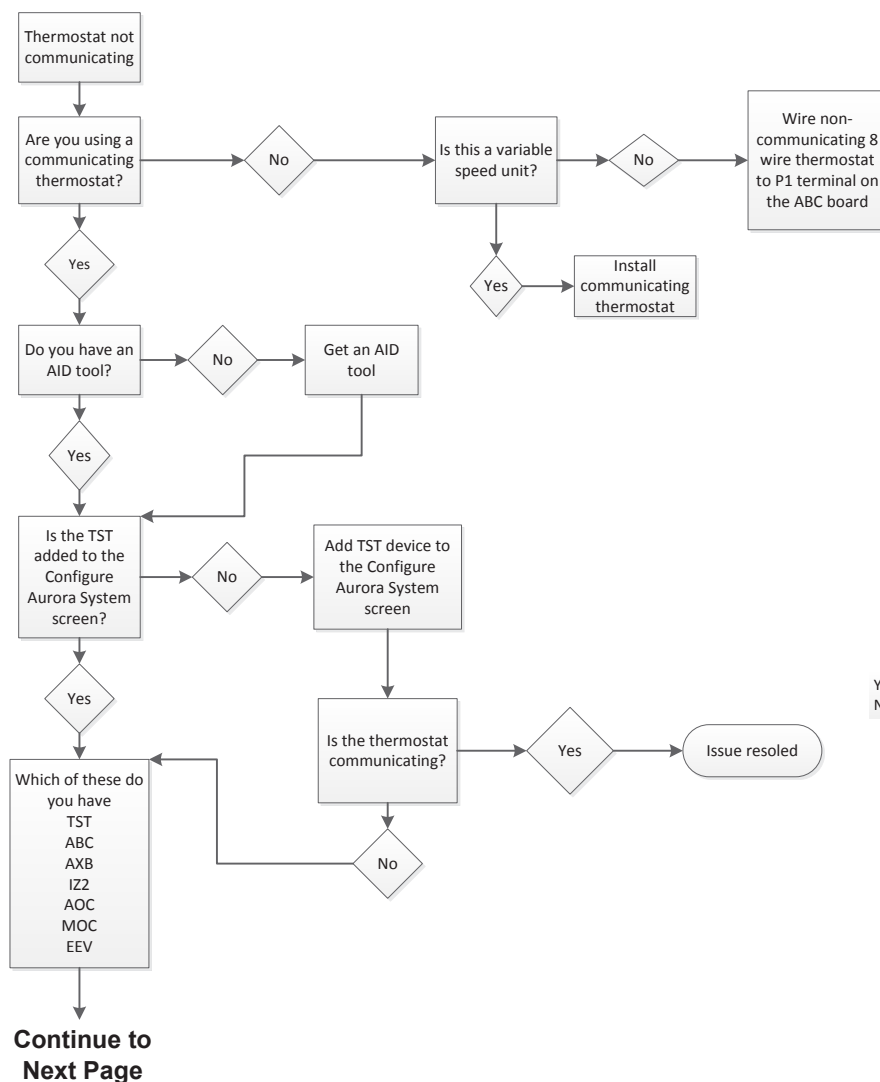 Thermostat not
communicating
Are you using a
communicating
thermostat?
No
Is this a variable
speed unit?
No
Wire non-
communicating 8
wire thermostat
to P1 terminal on
the ABC board
Yes
Yes
Install
communicating
thermostat
Do you have an
AID tool?
No
Get an AID
tool
Yes
Is the TST
added to the
Configure
Aurora System
screen?
No
Add TST device to
the Configure
Aurora System
screen
Yes
Is the thermostat
communicating?
Yes
Issue resoled
Which of these do
you have
TST
ABC
AXB
IZ2
AOC
MOC
EEV
No
Continue to
Next Page
Y
N